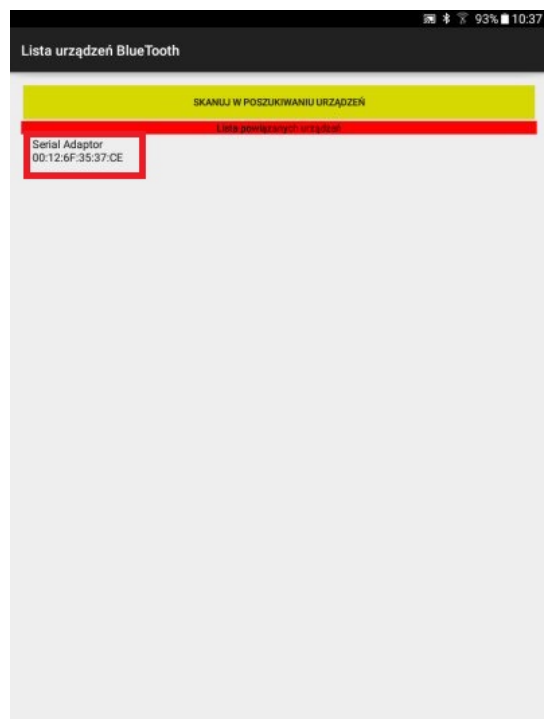 93% 10:37
Lista urządzeń BlueTooth
SKANUJ W POSZUKIWANIU URZĄDZEŃ
Lista powiązanych urządzeń
Serial Adaptor
00:12:6F:35:37:CE